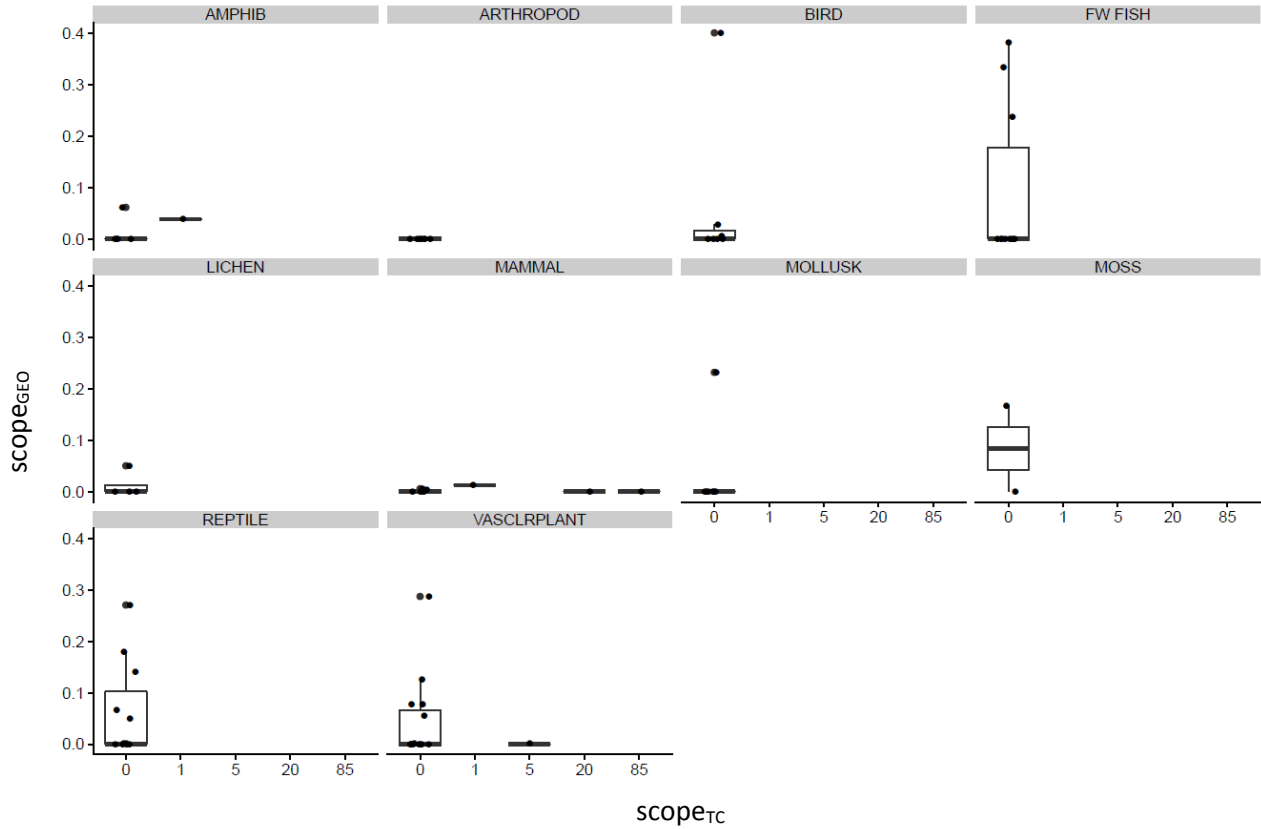 AMPHIB ARTHROPOD BIRD FW FISH
0.4
0.3
0.2
0.1
0.0
LICHEN MAMMAL MOLLUSK MOSS
0.4
0.3
0.2
0.1
0.0
0 1 5 20 85 0 1 5 20 85
REPTILE VASCLRPLANT
0.4
0.3
0.2
0.1
0.0
0 1 5 20 85 0 1 5 20 85
scopeGEO
scopeTC